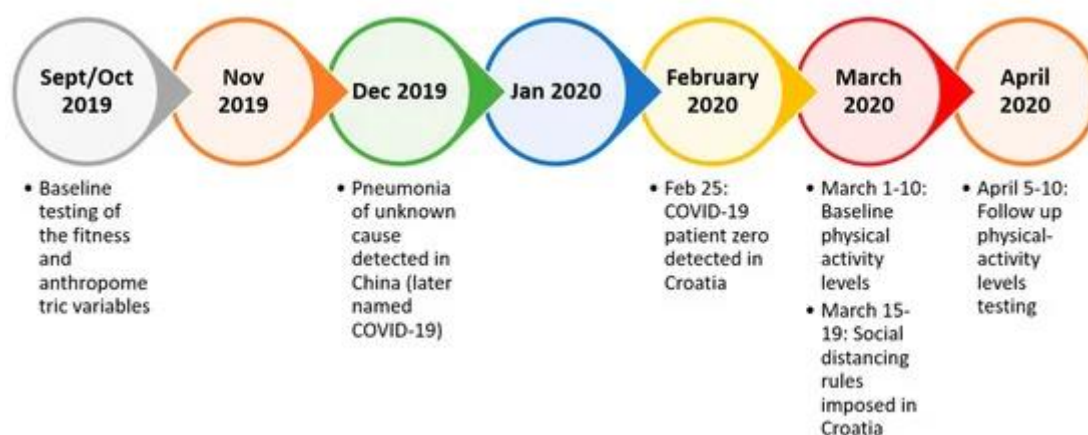 Sept/Oct
2019
Nov
2019
Dec 2019
Jan 2020
February
2020
March
2020
April
2020
• Baseline
testing of
the fitness
and
anthropome
tric variables
• Pneumonia
of unknown
cause
detected in
China (later
named
COVID-19)
• Feb 25:
COVID-19
patient zero
detected in
Croatia
• March 1-10:
Baseline
physical
activity
levels
• March 15-
19: Social
distancing
rules
imposed in
Croatia
• April 5-10:
Follow up
physical-
activity
levels
testing